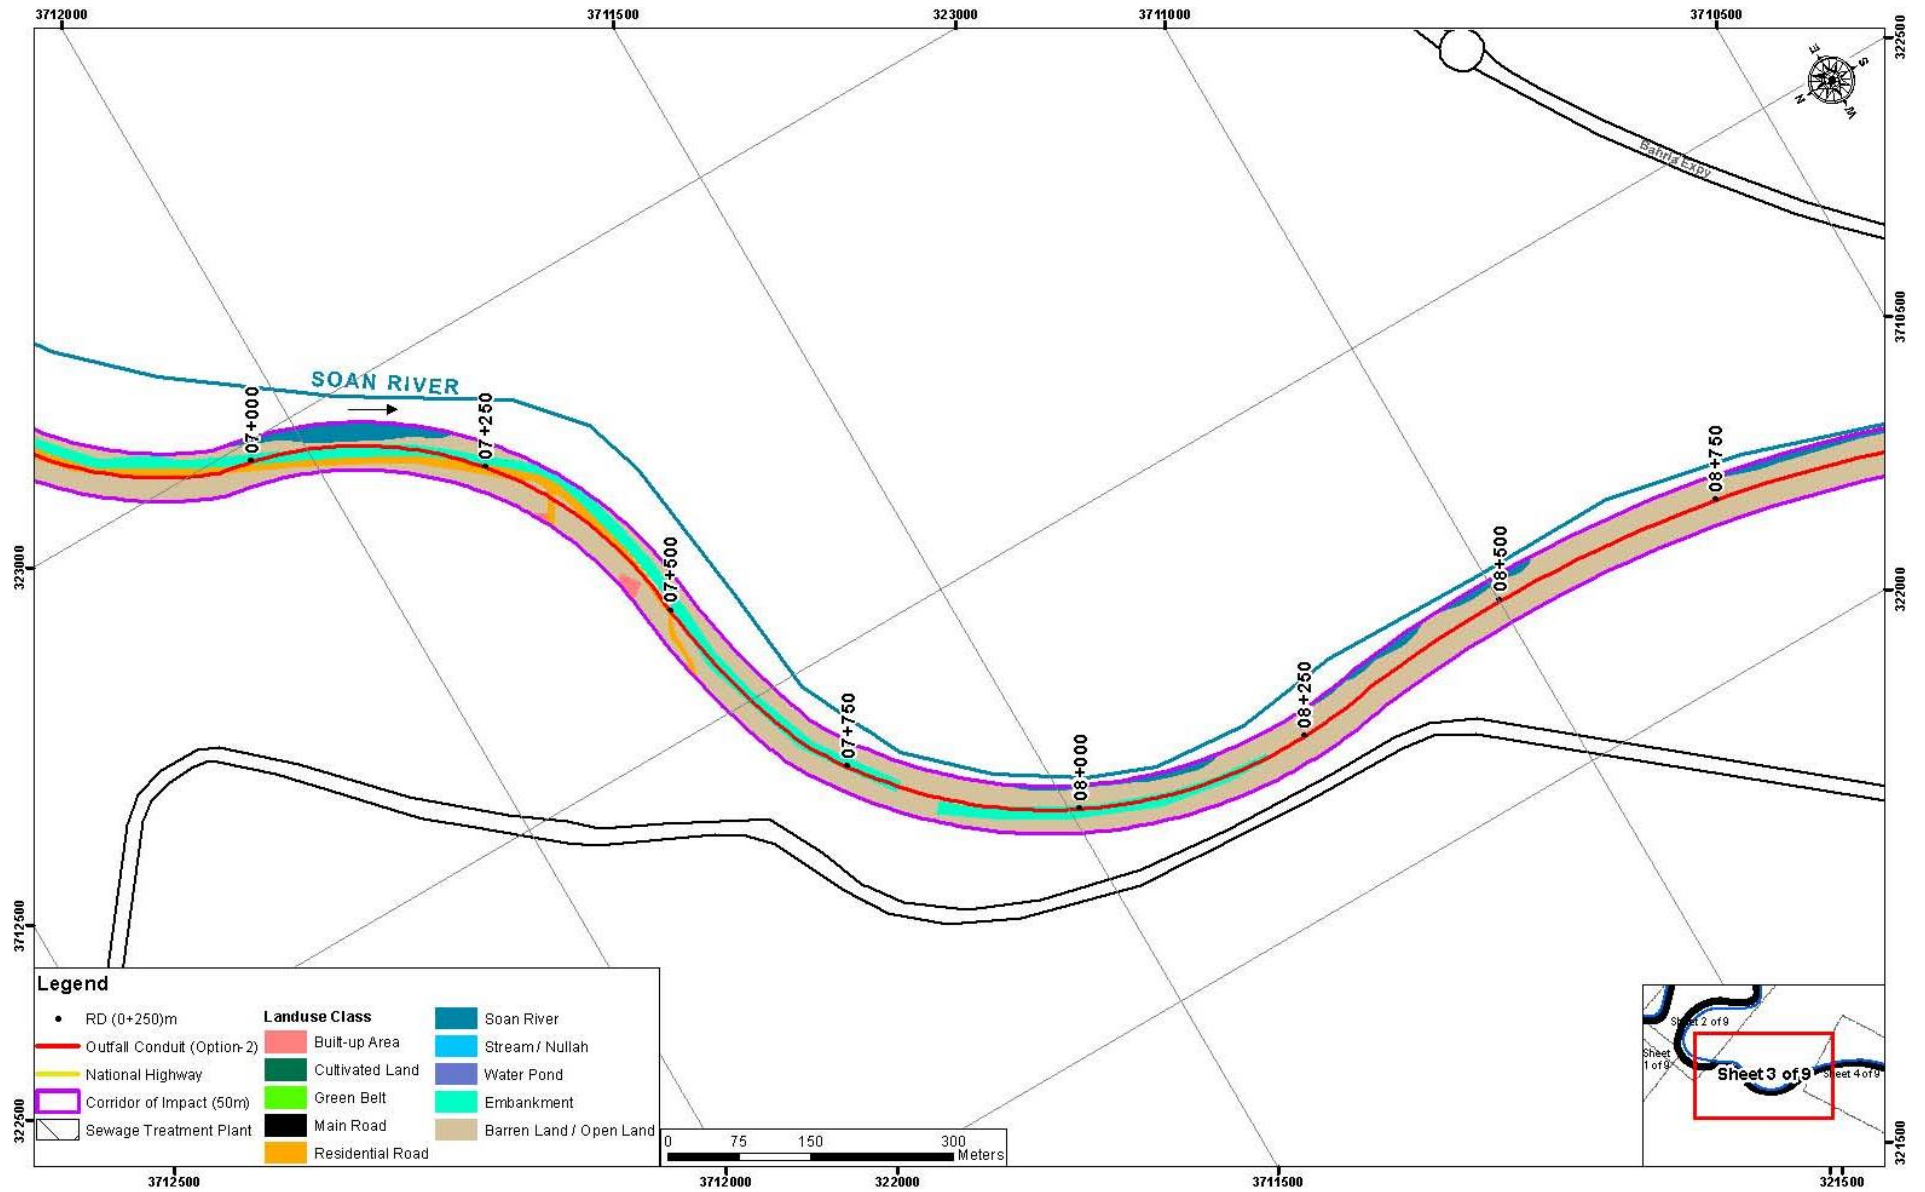 3712000
3711500
323000
3711000
3710500
322500
E
S
N
W
Bahria Expy
3710500
SOAN RIVER
07+000
07+250
08+750
323000
07+500
08+500
322000
08+250
07+750
08+000
3712500
Legend
RD (0+250)m
Outfall Conduit (Option-2)
National Highway
Corridor of Impact (50m)
Sewage Treatment Plant
Landuse Class
Built-up Area
Cultivated Land
Green Belt
Main Road
Residential Road
Soan River
Stream / Nullah
Water Pond
Embankment
Barren Land / Open Land
0 75 150 300
Meters
Sheet 2 of 9
Sheet
1 of 9
Sheet 3 of 9
Sheet 4 of 9
322500
321500
3712500
3712000
322000
3711500
321500